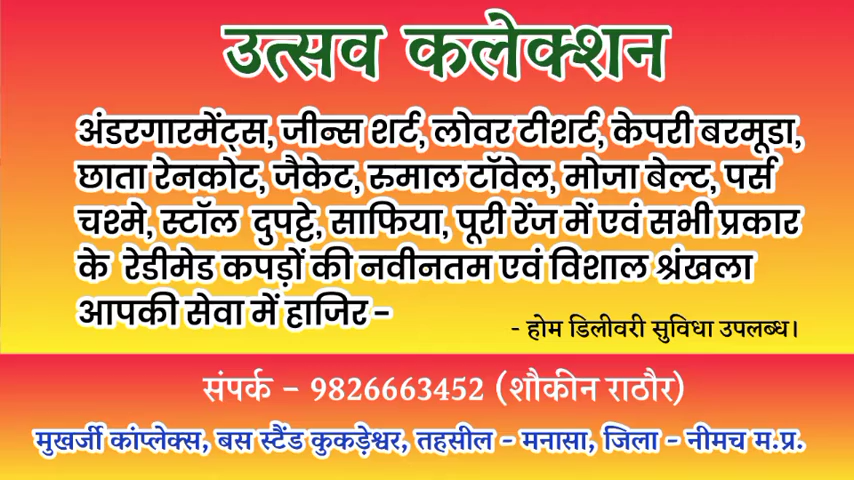 उत्सव कलेक्शन
अंडरगारमेंट्स, जीन्स शर्ट, लोवर टीशर्ट, केपरी बरमूडा,
छाता रेनकोट, जैकेट, रुमाल टॉवेल, मोजा बेल्ट, पर्स
चश्मे, स्टॉल दुपट्टे, साफिया, पूरी रेंज में एवं सभी प्रकार
के रेडीमेड कपड़ों की नवीनतम एवं विशाल श्रंखला
आपकी सेवा में हाजिर -
- होम डिलीवरी सुविधा उपलब्ध।
संपर्क - 9826663452 (शौकीन राठौर)
मुखर्जी कांप्लेक्स, बस स्टैंड कुकड़ेश्वर, तहसील - मनासा, जिला - नीमच म.प्र.